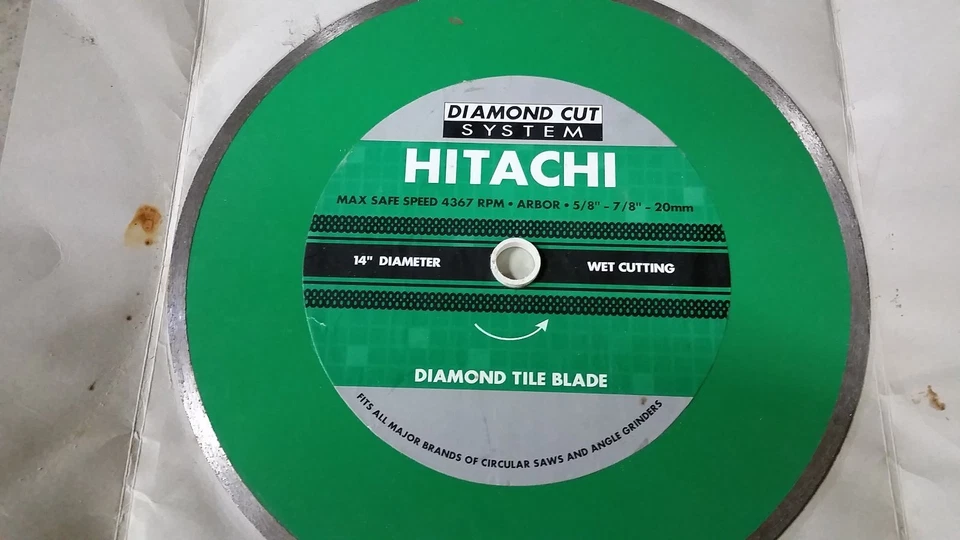 DIAMOND CUT
SYSTEM
HITACHI
MAX SAFE SPEED 4367 RPM • ARBOR • 5/8" - 7/8" - 20mm
14" DIAMETER
WET CUTTING
DIAMOND TILE BLADE
FITS ALL MAJOR BRANDS OF CIRCULAR SAWS AND ANGLE GRINDERS